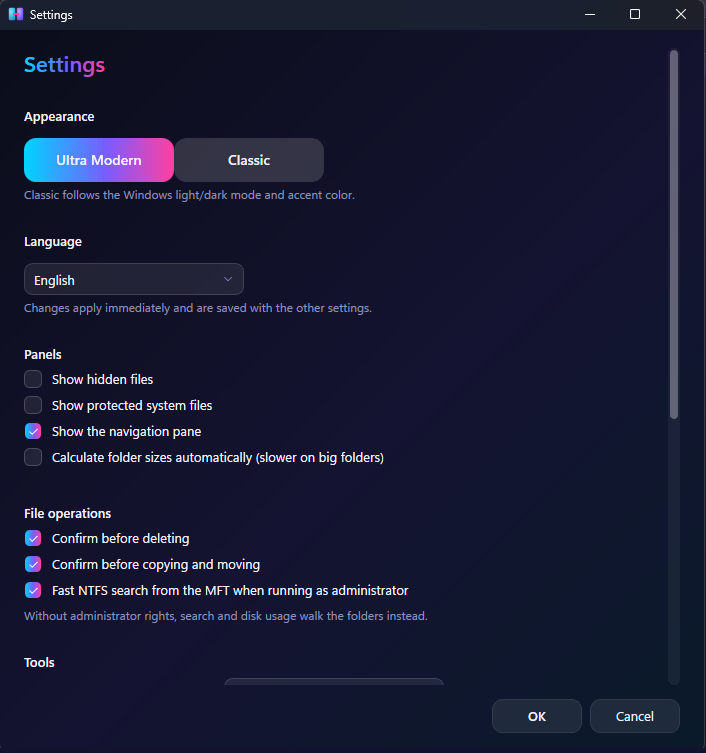 Settings
Settings
Appearance
Ultra Modern
Classic
Classic follows the Windows light/dark mode and accent color.
Language
English
Changes apply immediately and are saved with the other settings.
Panels
Show hidden files
Show protected system files
Show the navigation pane
Calculate folder sizes automatically (slower on big folders)
File operations
Confirm before deleting
Confirm before copying and moving
Fast NTFS search from the MFT when running as administrator
Without administrator rights, search and disk usage walk the folders instead.
Tools
OK
Cancel